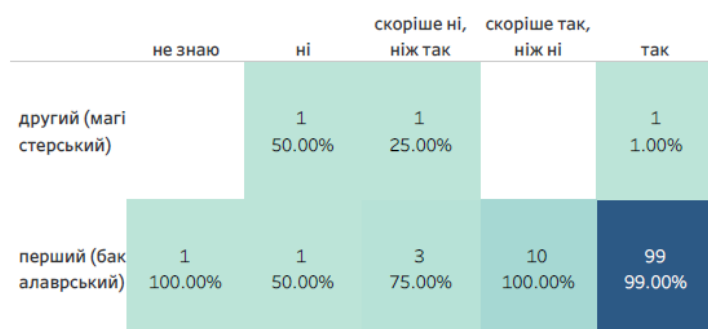 не знаю ні скоріше ні, ніж так скоріше так, ніж ні так
другий (магі
стерський)
1 1 1
50.00% 25.00% 1.00%
перший (бак
алаврський)
1 1 3 10 99
100.00% 50.00% 75.00% 100.00% 99.00%